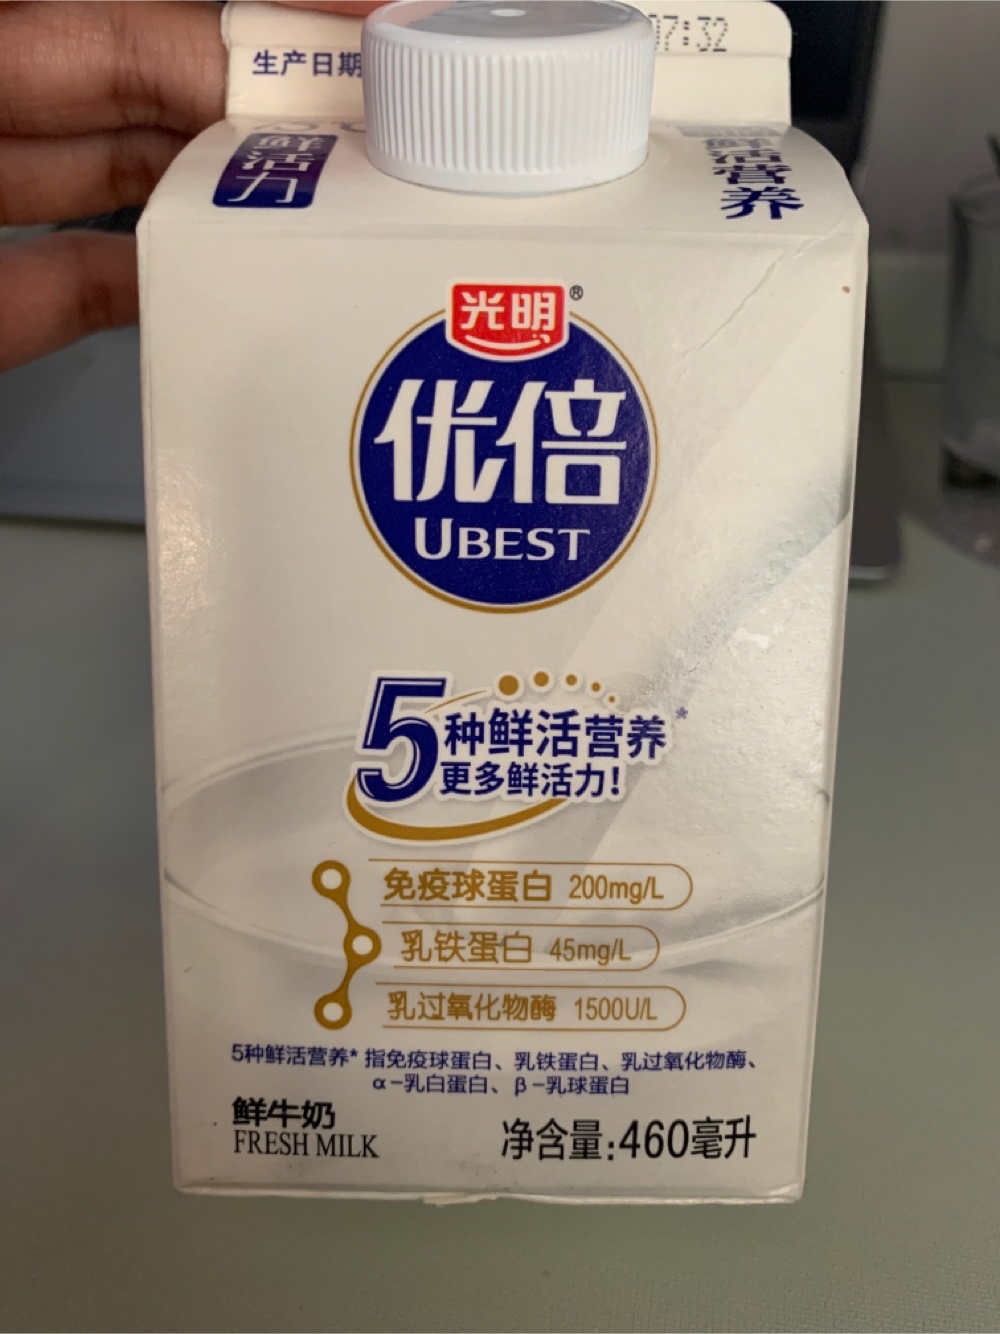 生产日期
07:32
鲜活力
鲜活营养
光明®
优倍
UBEST
5种鲜活营养*
更多鲜活力!
免疫球蛋白 200mg/L
乳铁蛋白 45mg/L
乳过氧化物酶 1500U/L
5种鲜活营养* 指免疫球蛋白、乳铁蛋白、乳过氧化物酶、
α-乳白蛋白、β-乳球蛋白
鲜牛奶
FRESH MILK
净含量:460毫升